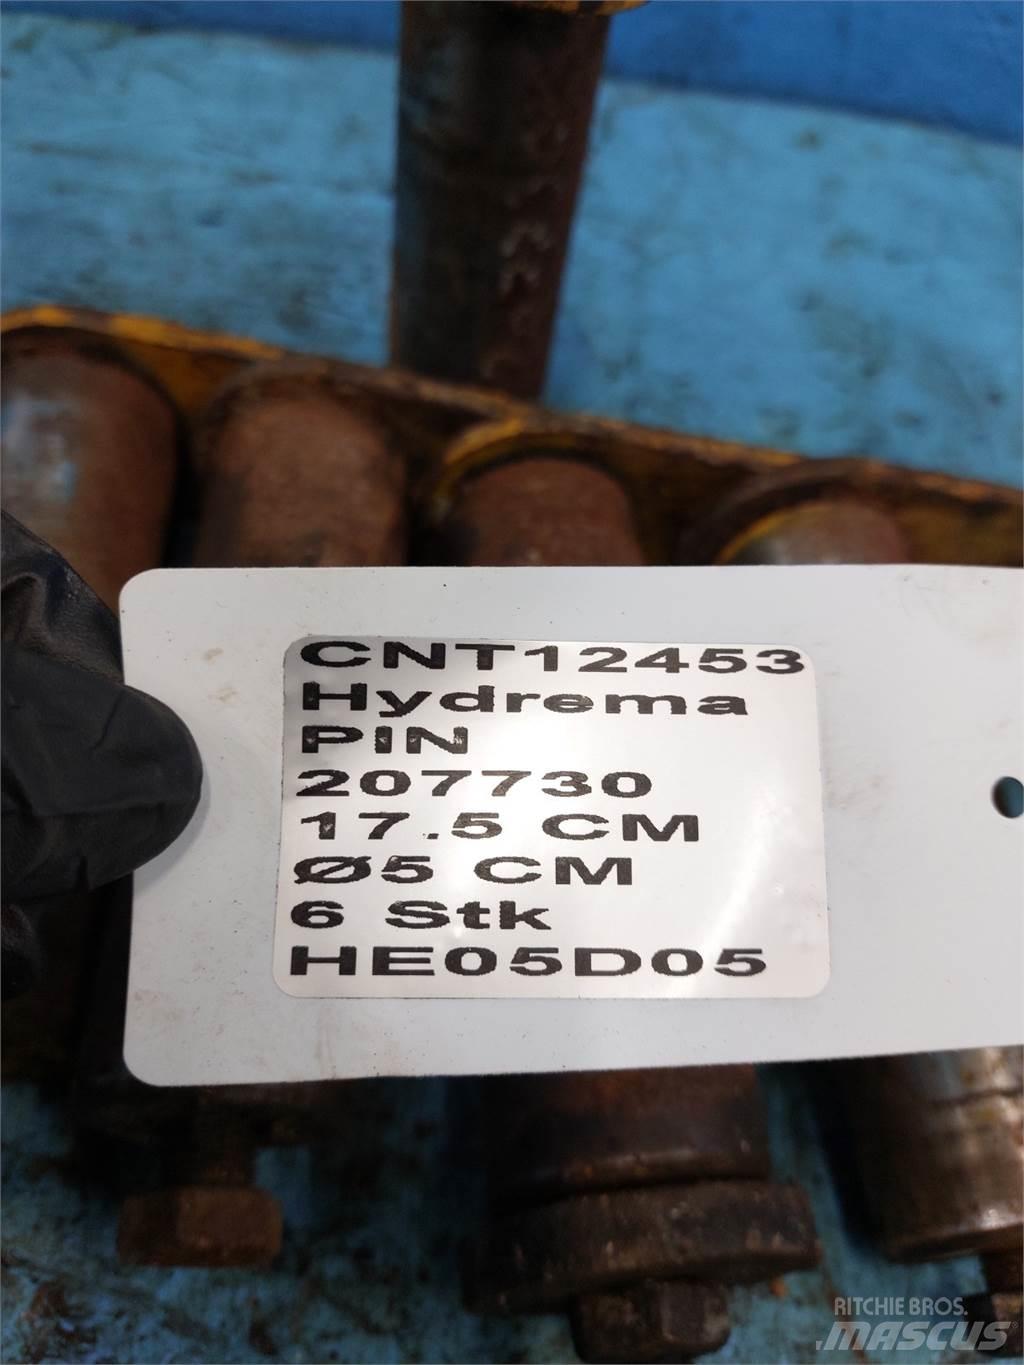 CNT12453
Hydrema
PIN
207730
17.5 CM
Ø5 CM
6 Stk
HE05D05
RITCHIE BROS.
MASCUS